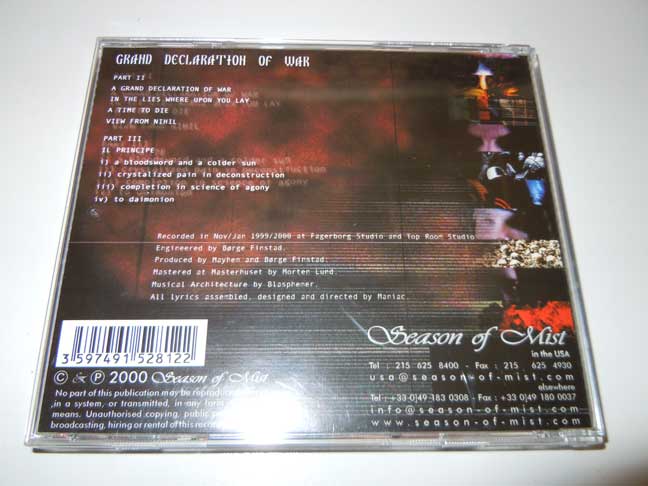 GRAND DECLARATION OF WAR
PART II
A GRAND DECLARATION OF WAR
IN THE LIES WHERE UPON YOU LAY
A TIME TO DIE
VIEW FROM NIHIL
PART III
IL PRINCIPE
i) a bloodsword and a colder sun
ii) crystalized pain in deconstruction
iii) completion in science of agony
iv) to daimonion
Recorded in Nov/Jan 1999/2000 at Fagerborg Studio and Top Room Studio
Engineered by Børge Finstad.
Produced by Mayhen and Børge Finstad.
Mastered at Masterhuset by Morten Lund.
Musical Architecture by Blasphemer.
All lyrics assembled, designed and directed by Maniac.
Season of Mist
in the USA
Tel : 215 625 8400 - Fax : 215 625 4930
usa@season-of-mist.com
elsewhere
Tel : +33(0)49 183 0308 - Fax : +33 0)49 180 0037
info@season-of-mist.com
www.season-of-mist.com
3 597491 528122
© & ℗ 2000 Season of Mist
No part of this publication may be reproduced
in a system, or transmitted, in any form
means. Unauthorised copying, public
broadcasting, hiring or rental of this